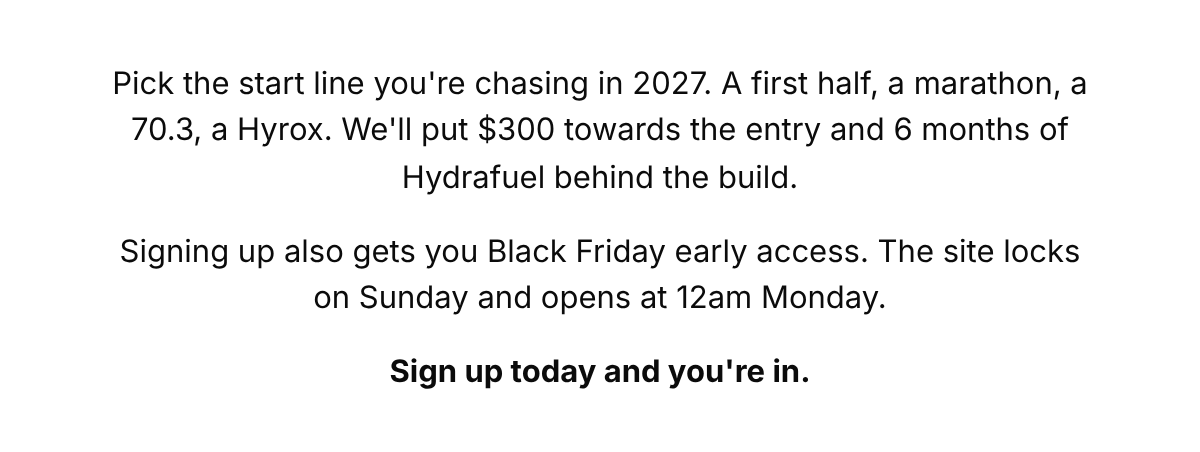 Pick the start line you're chasing in 2027. A first half, a marathon, a
70.3, a Hyrox. We'll put $300 towards the entry and 6 months of
Hydrafuel behind the build.
Signing up also gets you Black Friday early access. The site locks
on Sunday and opens at 12am Monday.
Sign up today and you're in.